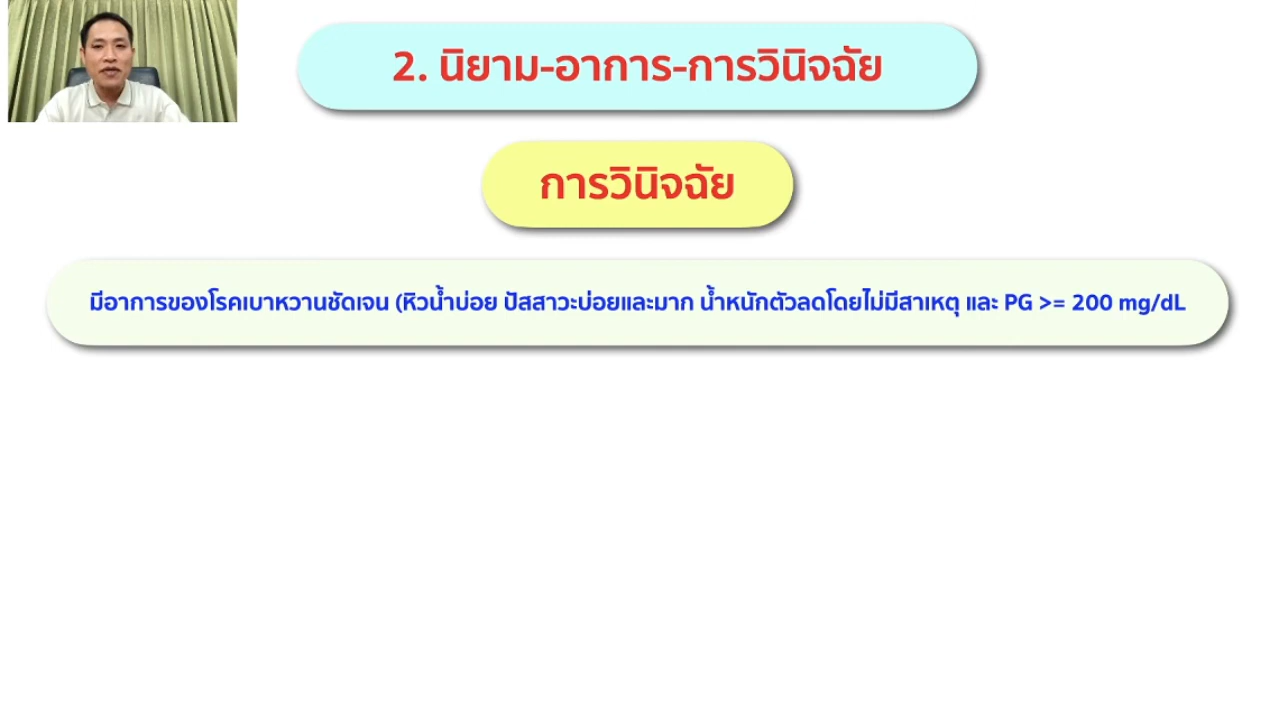 2. นิยาม-อาการ-การวินิจฉัย
การวินิจฉัย
มีอาการของโรคเบาหวานชัดเจน (หิวน้ำบ่อย ปัสสาวะบ่อยและมาก น้ำหนักตัวลดโดยไม่มีสาเหตุ และ PG >= 200 mg/dL